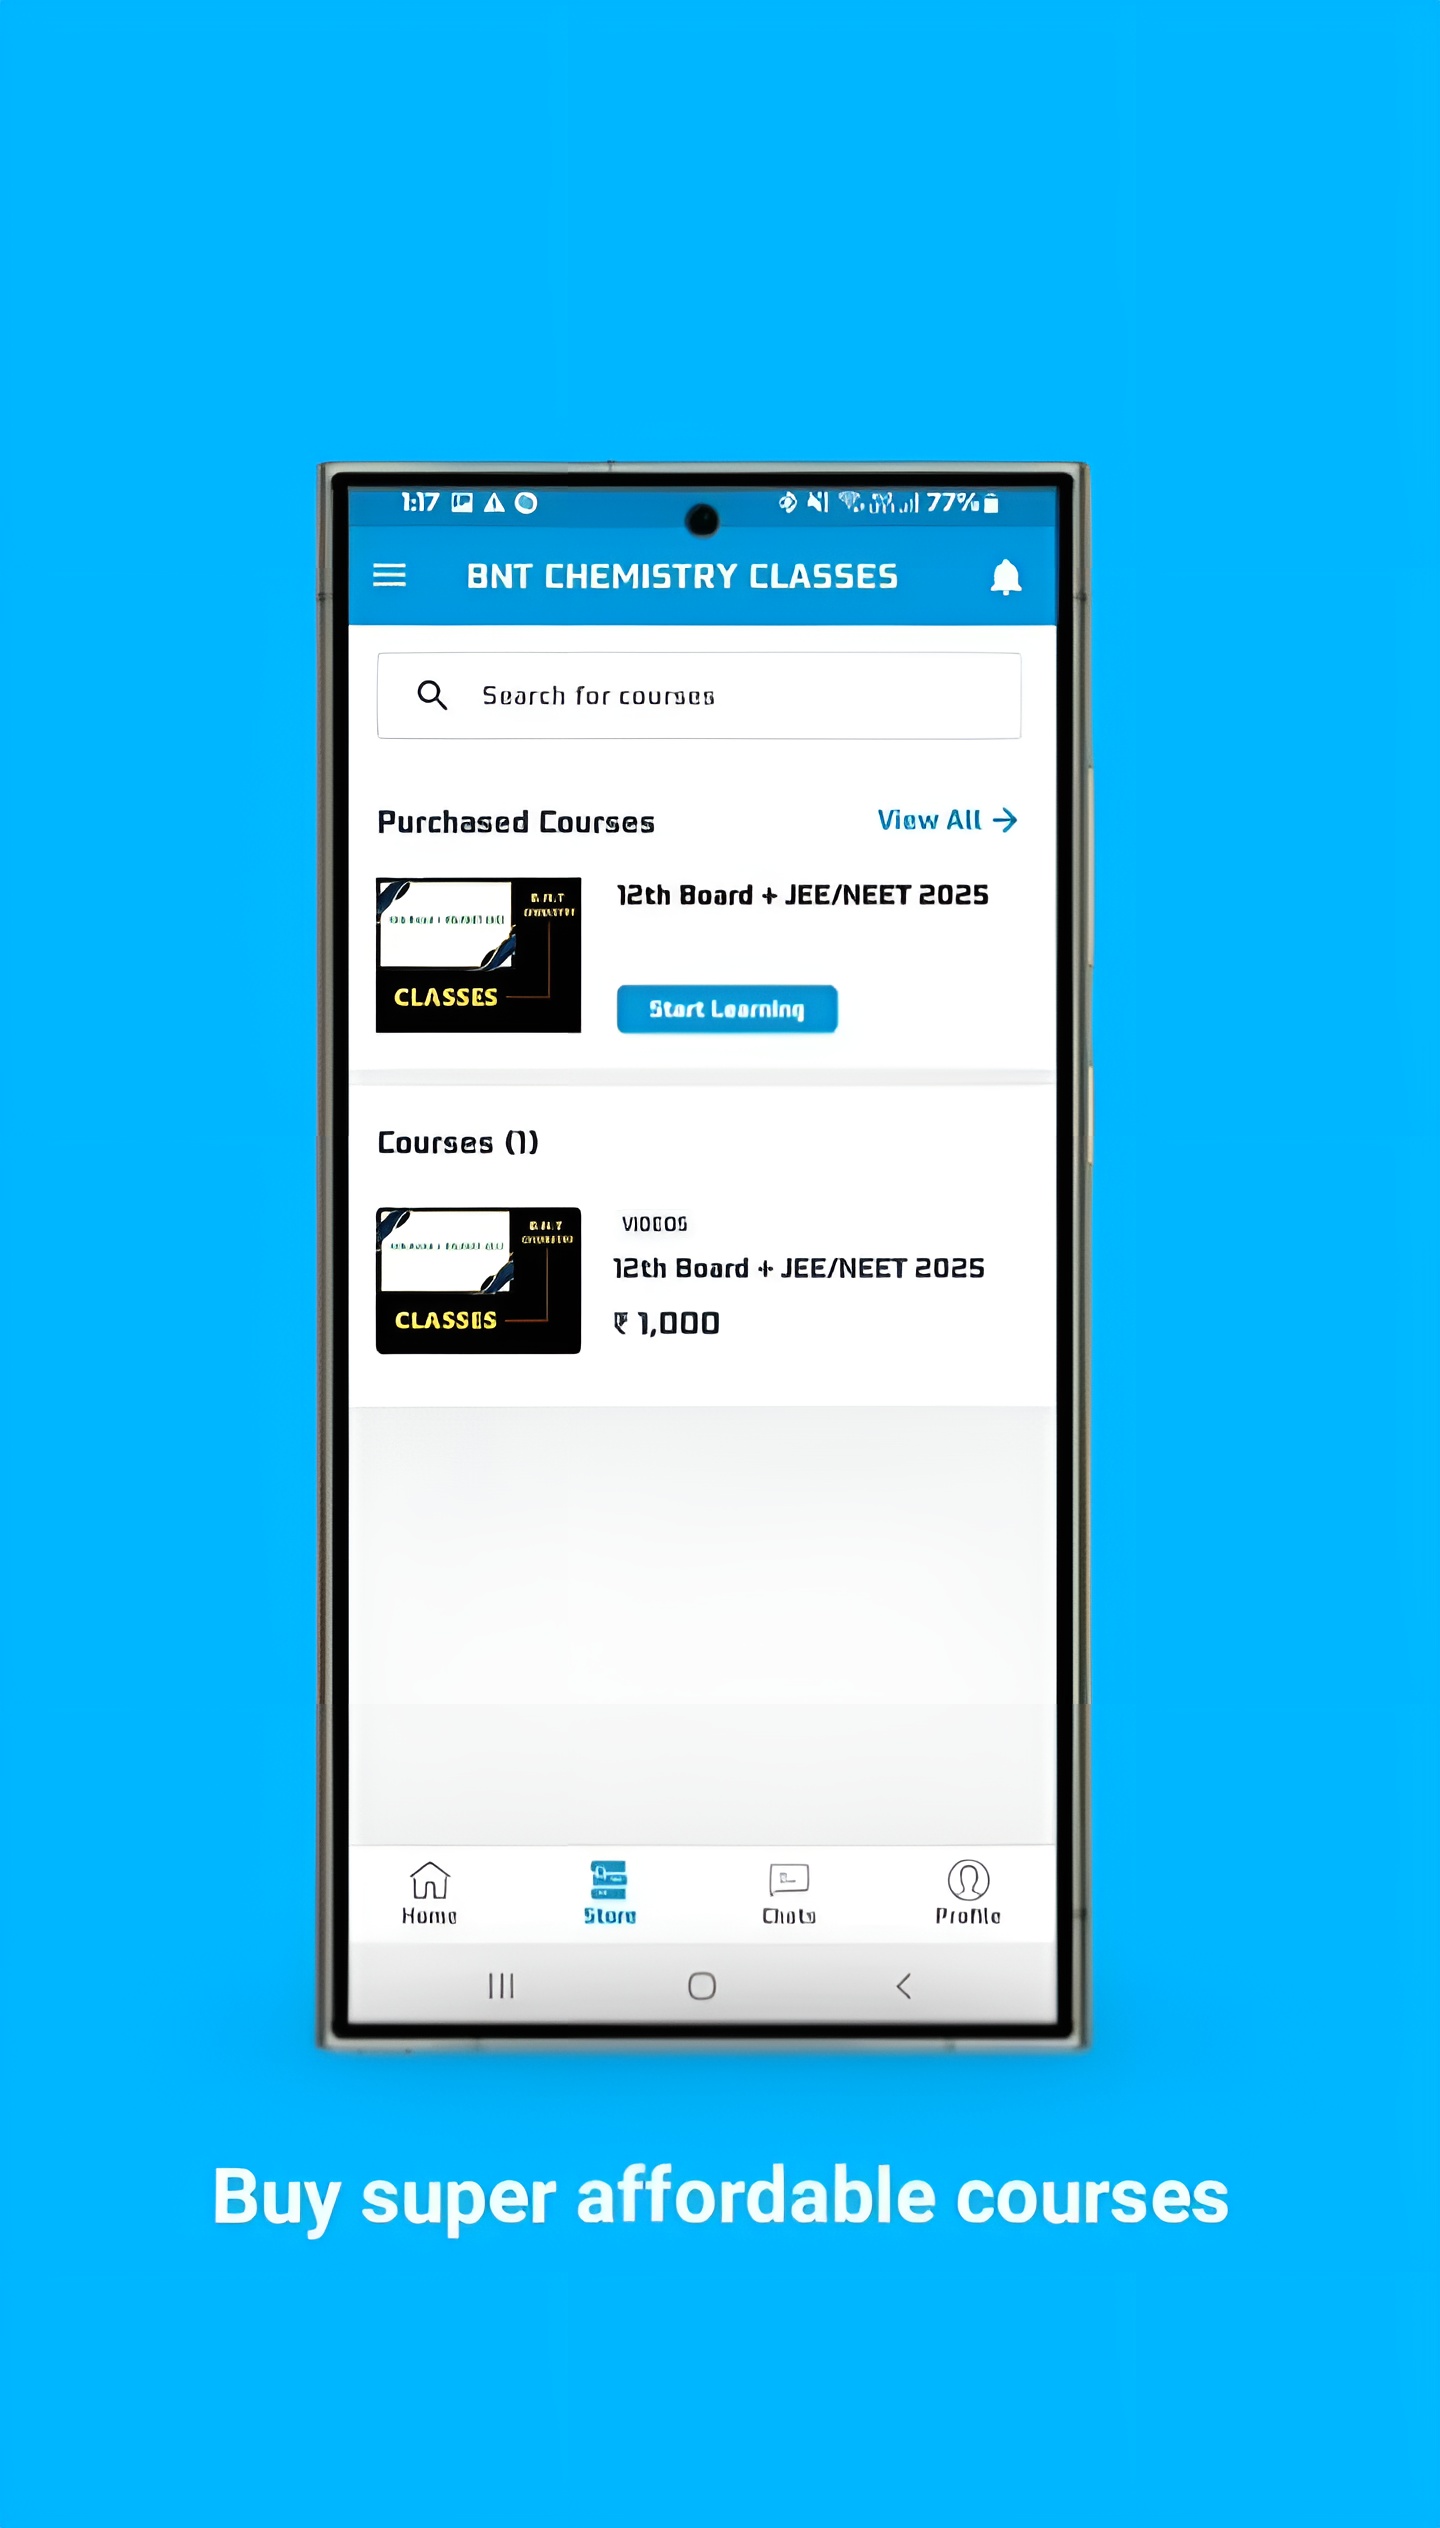 1:17
77%
BNT CHEMISTRY CLASSES
Search for courses
Purchased Courses
View All
12th Board + JEE/NEET 2025
CLASSES
Start Learning
Courses (1)
VIDEOS
12th Board + JEE/NEET 2025
CLASSES
₹ 1,000
Home
Store
Chats
Profile
Buy super affordable courses